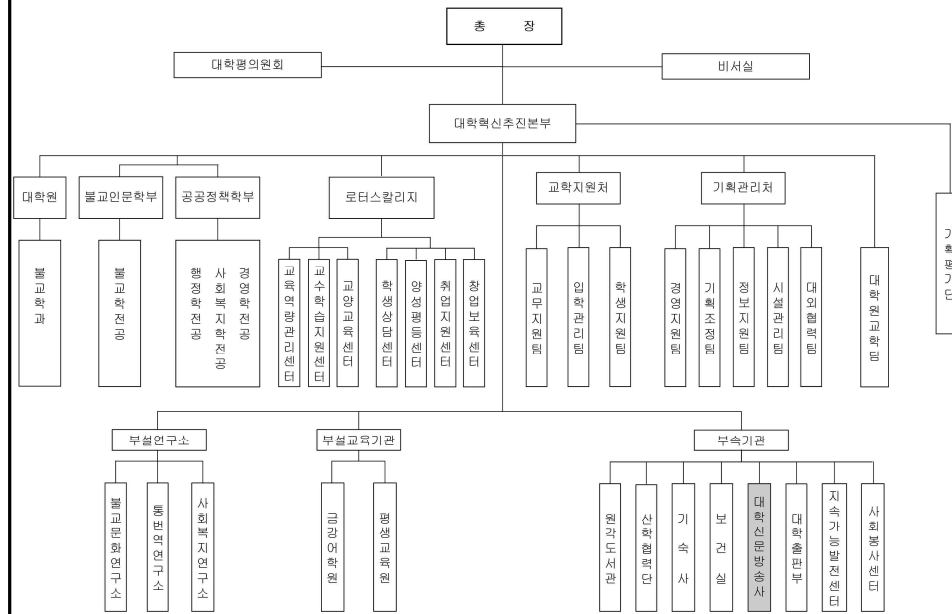 총 장
대학평의원회
비서실
대학혁신추진본부
대학원
불교인문학부
공공정책학부
로터스칼리지
교학지원처
기획관리처
기획평가단
불교학과
불교학전공
행정학전공
사회복지학전공
경영학전공
교육역량관리센터
교수학습지원센터
교양교육센터
학생상담센터
양성평등센터
취업지원센터
창업보육센터
교무지원팀
입학관리팀
학생지원팀
경영지원팀
기획조정팀
정보지원팀
시설관리팀
대외협력팀
대학원교학팀
부설연구소
부설교육기관
부속기관
불교문화연구소
통번역연구소
사회복지연구소
금강어학원
평생교육원
원각도서관
산학협력단
기 숙 사
보 건 실
대학신문방송사
대학출판부
지속가능발전센터
사회봉사센터